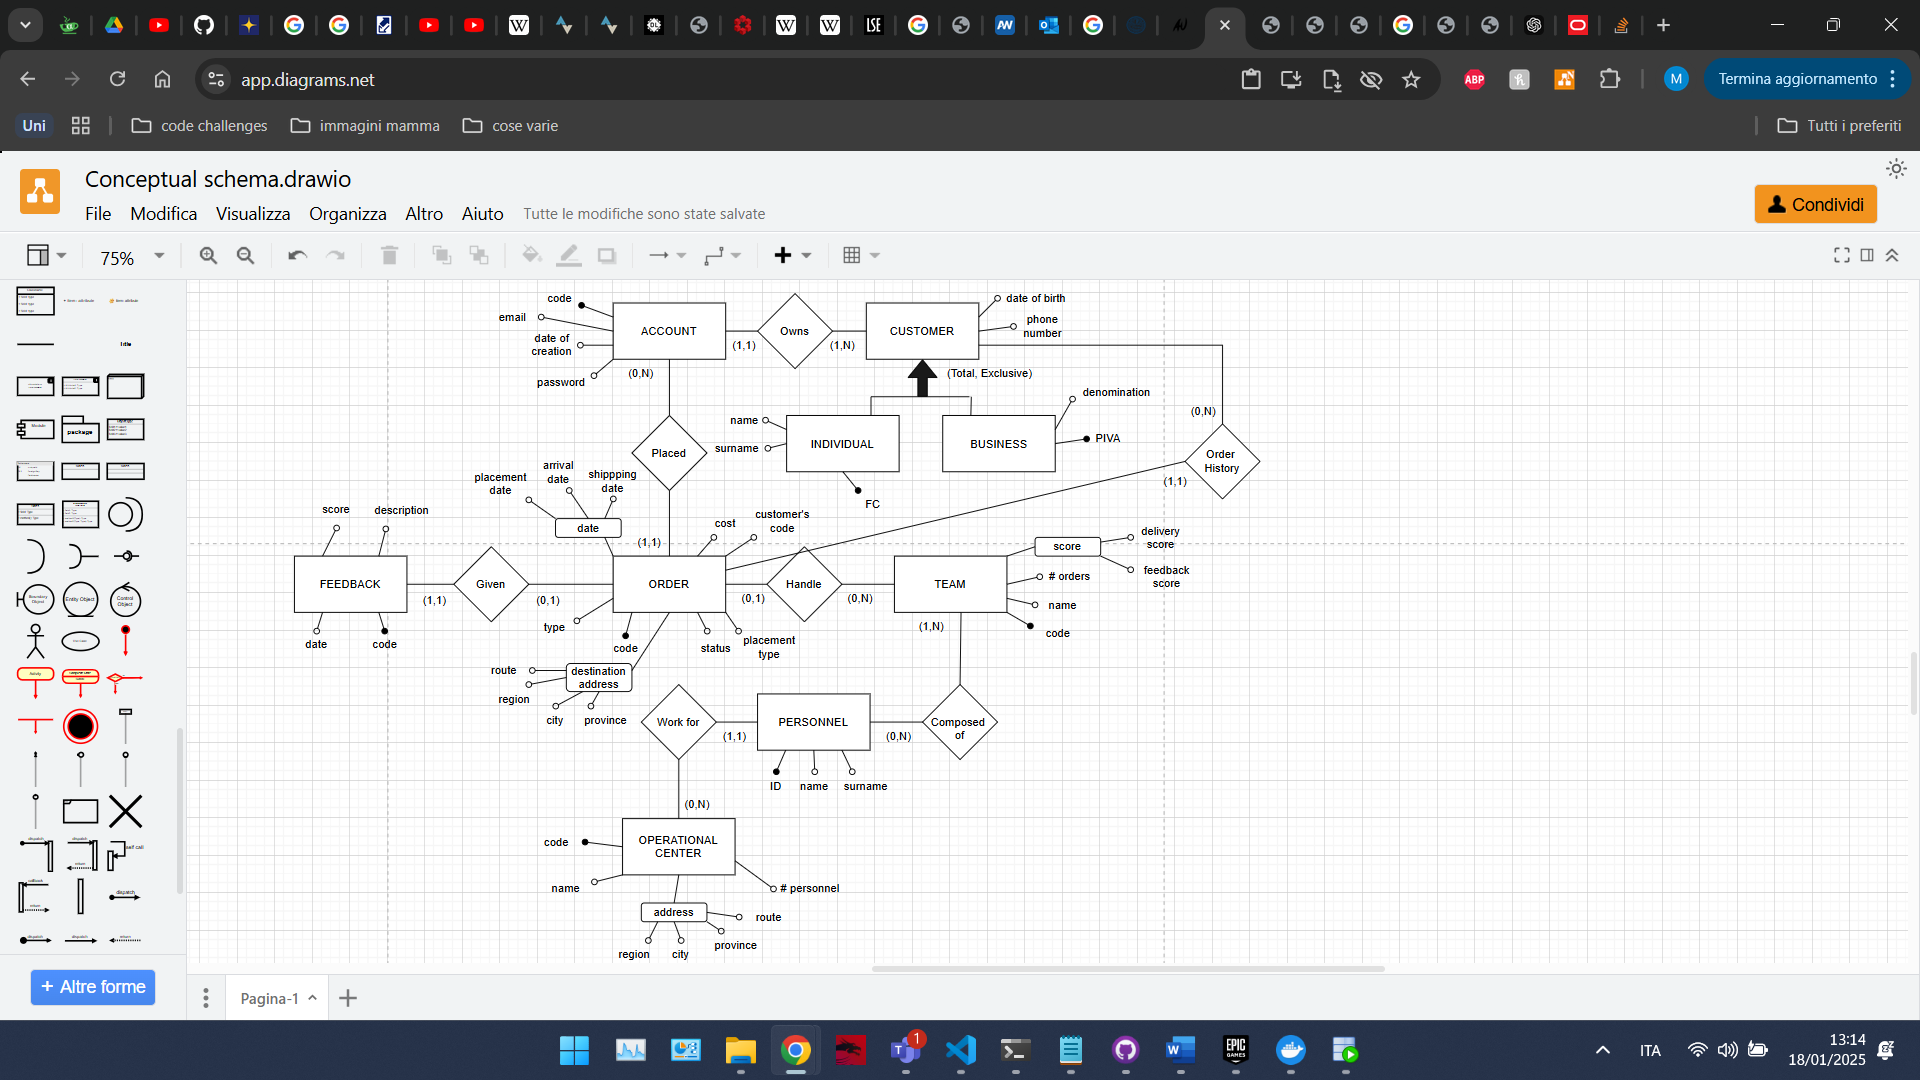 app.diagrams.net
ABP
M
Termina aggiornamento
Uni
code challenges
immagini mamma
cose varie
Tutti i preferiti
Conceptual schema.drawio
File Modifica Visualizza Organizza Altro Aiuto
Tutte le modifiche sono state salvate
Condividi
75%
code
email
date of
creation
password
ACCOUNT
(1,1)
(0,N)
Owns
(1,N)
CUSTOMER
date of birth
phone
number
(Total, Exclusive)
name
surname
INDIVIDUAL
FC
BUSINESS
denomination
PIVA
(0,N)
Order
History
(1,1)
Placed
(1,1)
placement
date
arrival
date
shippping
date
date
cost
customer's
code
score
description
FEEDBACK
date
code
(1,1)
Given
(0,1)
ORDER
type
code
status
placement
type
(0,1)
Handle
(0,N)
TEAM
score
delivery
score
feedback
score
# orders
name
code
(1,N)
route
region
destination
address
city
province
Work for
(1,1)
PERSONNEL
(0,N)
Composed
of
ID
name
surname
(0,N)
OPERATIONAL
CENTER
code
name
# personnel
address
route
region
city
province
package
Title
+ Altre forme
Pagina-1
1
EPIC
GAMES
ITA
13:14
18/01/2025